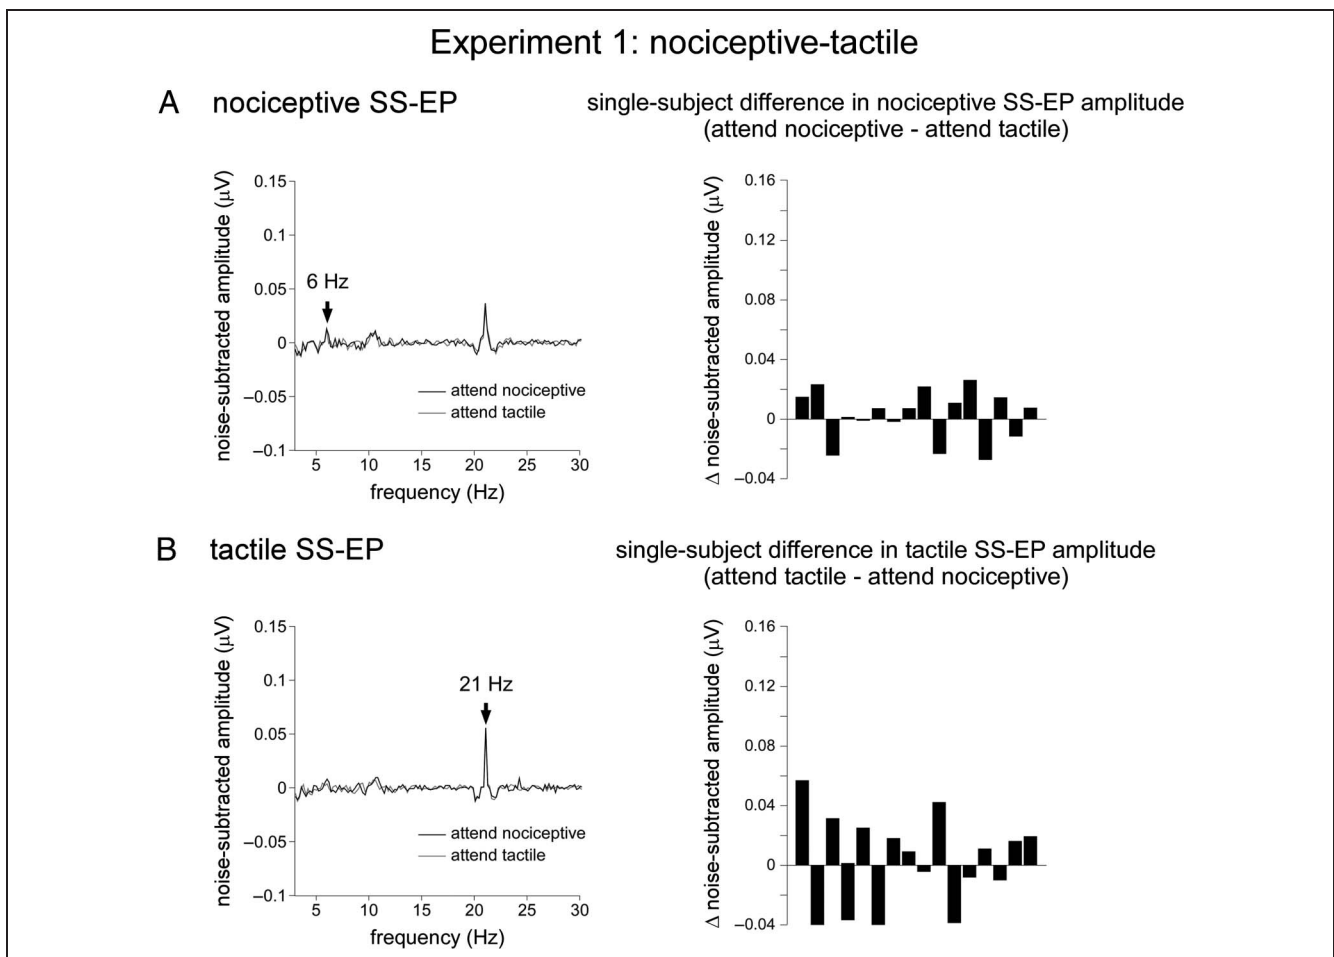 Experiment 1: nociceptive-tactile
A nociceptive SS-EP
single-subject difference in nociceptive SS-EP amplitude
(attend nociceptive - attend tactile)
noise-subtracted amplitude (μV)
0.15
0.1
0.05
0
−0.05
−0.1
6 Hz
attend nociceptive
attend tactile
5 10 15 20 25 30
frequency (Hz)
Δ noise-subtracted amplitude (μV)
0.16
0.12
0.08
0.04
0
−0.04
B tactile SS-EP
single-subject difference in tactile SS-EP amplitude
(attend tactile - attend nociceptive)
noise-subtracted amplitude (μV)
0.15
0.1
0.05
0
−0.05
−0.1
21 Hz
attend nociceptive
attend tactile
5 10 15 20 25 30
frequency (Hz)
Δ noise-subtracted amplitude (μV)
0.16
0.12
0.08
0.04
0
−0.04